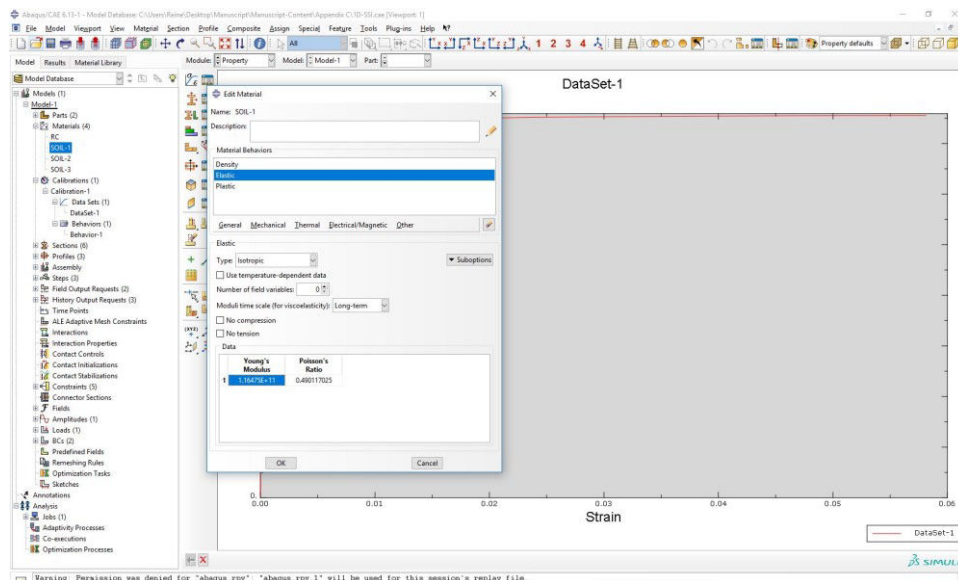 Abaqus/CAE 6.13-1 - Model Database: C:\Users\Reine\Desktop\Manuscript\Manuscript-Content\Appendix C\1D-SSI.cae [Viewport: 1]
File Model Viewport View Material Section Profile Composite Assign Special Feature Tools Plug-ins Help
All 1 2 3 4 Property defaults
Model Results Material Library Module: Property Model: Model-1 Part:
Model Database
Models (1)
Model-1
Parts (2)
Materials (4)
RC
SOIL-1
SOIL-2
SOIL-3
Calibrations (1)
Calibration-1
Data Sets (1)
DataSet-1
Behaviors (1)
Behavior-1
Sections (6)
Profiles (3)
Assembly
Steps (3)
Field Output Requests (2)
History Output Requests (3)
Time Points
ALE Adaptive Mesh Constraints
Interactions
Interaction Properties
Contact Controls
Contact Initializations
Contact Stabilizations
Constraints (5)
Connector Sections
Fields
Amplitudes (1)
Loads (1)
BCs (2)
Predefined Fields
Remeshing Rules
Optimization Tasks
Sketches
Annotations
Analysis
Jobs (1)
Adaptivity Processes
Co-executions
Optimization Processes
Edit Material
Name: SOIL-1
Description:
Material Behaviors
Density
Elastic
Plastic
General Mechanical Thermal Electrical/Magnetic Other
Elastic
Type: Isotropic Suboptions
Use temperature-dependent data
Number of field variables: 0
Moduli time scale (for viscoelasticity): Long-term
No compression
No tension
Data
Young's Modulus Poisson's Ratio
1 1.16475E+11 0.490117025
OK Cancel
DataSet-1
0.
0.00 0.01 0.02 0.03 0.04 0.05 0.06
Strain
DataSet-1
SIMULI
Warning: Permission was denied for "abaqus.rpy"; "abaqus.rpy.1" will be used for this session's replay file.